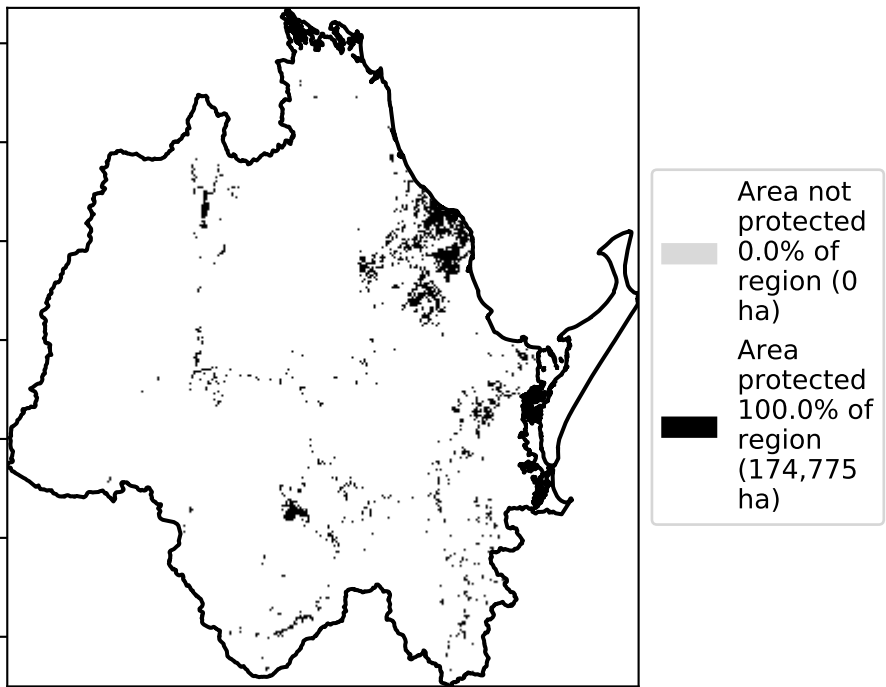 Area not
protected
0.0% of
region (0
ha)
Area
protected
100.0% of
region
(174,775
ha)